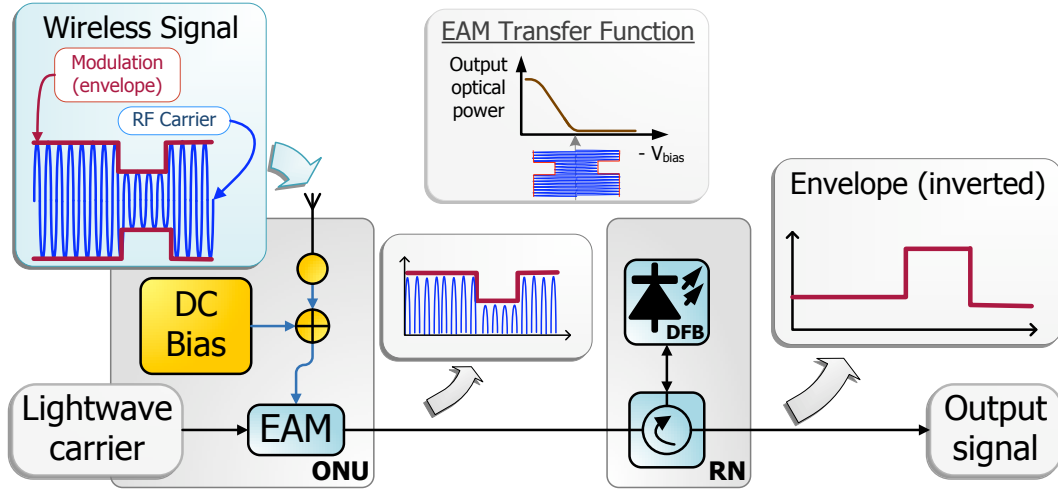 Wireless Signal
Modulation
(envelope)
RF Carrier
EAM Transfer Function
Output
optical
power
- Vbias
Envelope (inverted)
DC
Bias
DFB
Lightwave
carrier
EAM
ONU
RN
Output
signal